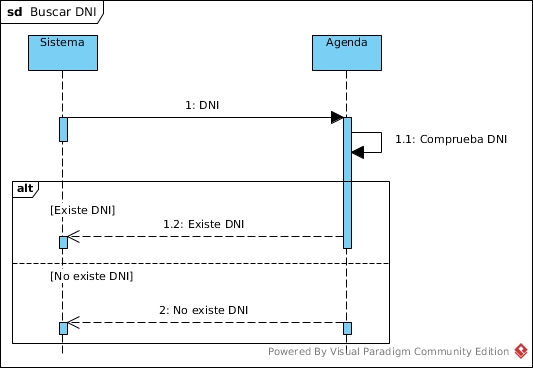 sd Buscar DNI
Sistema
Agenda
1: DNI
1.1: Comprueba DNI
alt
[Existe DNI]
1.2: Existe DNI
[No existe DNI]
2: No existe DNI
Powered By Visual Paradigm Community Edition